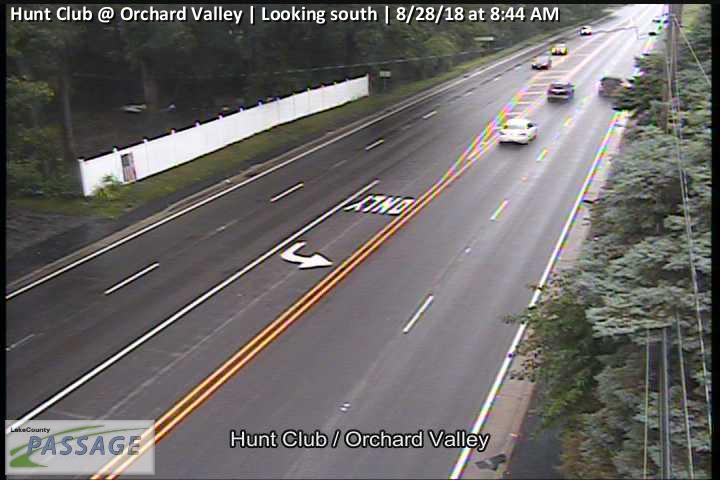 Hunt Club @ Orchard Valley | Looking south | 8/28/18 at 8:44 AM
ONLY
LakeCounty
PASSAGE
Hunt Club / Orchard Valley